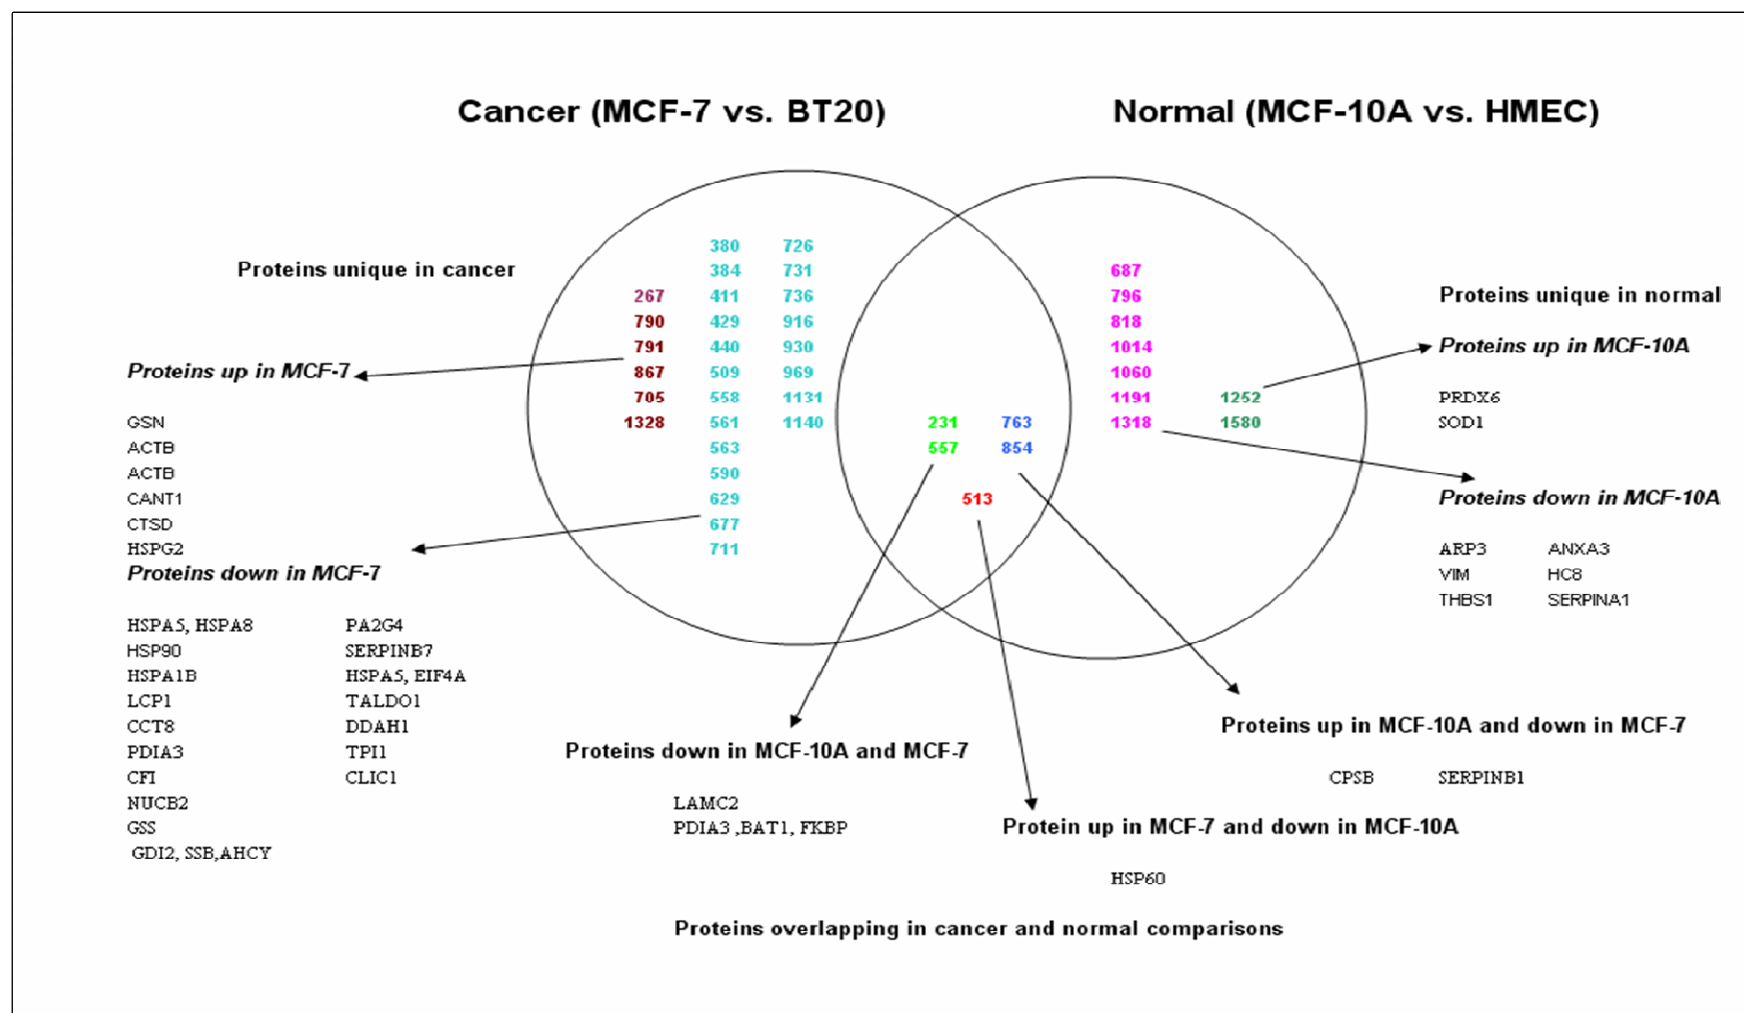 Cancer (MCF-7 vs. BT20)
Normal (MCF-10A vs. HMEC)
Proteins unique in cancer
Proteins up in MCF-7
GSN
ACTB
ACTB
CANT1
CTSD
HSPG2
Proteins down in MCF-7
HSPA5, HSPA8 PA2G4
HSP90 SERPINB7
HSPA1B HSPA5, EIF4A
LCP1 TALDO1
CCT8 DDAH1
PDIA3 TPI1
CFI CLIC1
NUCB2
GSS
GDI2, SSB,AHCY
380 726
384 731
267 411 736
790 429 916
791 440 930
867 509 969
705 558 1131
1328 561 1140
563
590
629
677
711
231 763
557 854
513
687
796
818
1014
1060
1191 1252
1318 1580
Proteins unique in normal
Proteins up in MCF-10A
PRDX6
SOD1
Proteins down in MCF-10A
ARP3 ANXA3
VIM HC8
THBS1 SERPINA1
Proteins down in MCF-10A and MCF-7
LAMC2
PDIA3 ,BAT1, FKBP
Proteins up in MCF-10A and down in MCF-7
CPSB SERPINB1
Protein up in MCF-7 and down in MCF-10A
HSP60
Proteins overlapping in cancer and normal comparisons